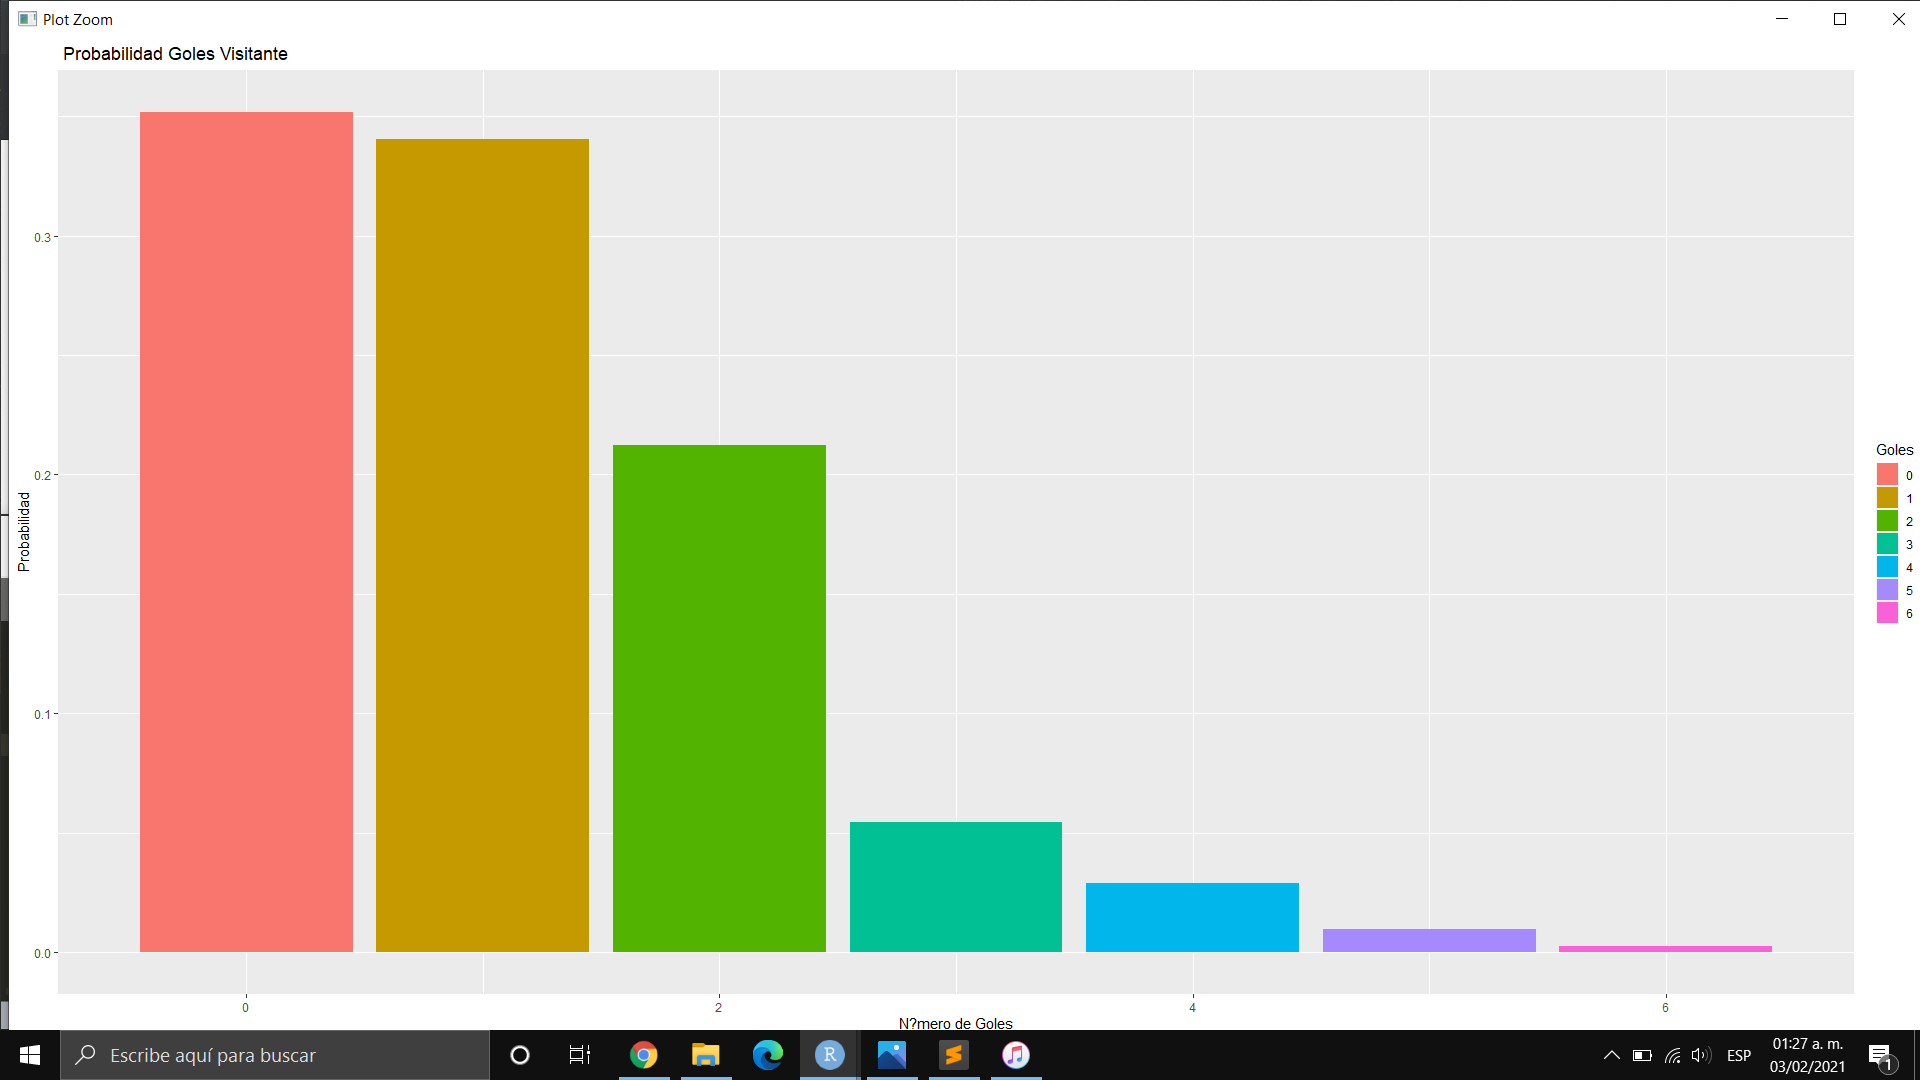 Plot Zoom
Probabilidad Goles Visitante
0.3
0.2
0.1
0.0
Probabilidad
0
2
4
6
N?mero de Goles
Goles
0
1
2
3
4
5
6
Escribe aquí para buscar
R
ESP
01:27 a. m.
03/02/2021
1